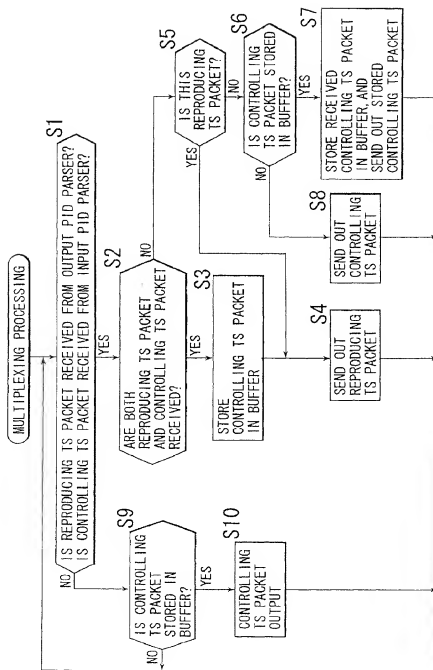 MULTIPLEXING PROCESSING
S1
IS REPRODUCING TS PACKET RECEIVED FROM OUTPUT PID PARSER?
IS CONTROLLING TS PACKET RECEIVED FROM INPUT PID PARSER?
NO
YES
S2
ARE BOTH
REPRODUCING TS PACKET
AND CONTROLLING TS PACKET
RECEIVED?
NO
YES
S3
STORE
CONTROLLING TS PACKET
IN BUFFER
S4
SEND OUT
REPRODUCING
TS PACKET
S5
IS THIS
REPRODUCING
TS PACKET?
YES
NO
S6
IS CONTROLLING
TS PACKET STORED
IN BUFFER?
NO
YES
S7
STORE RECEIVED
CONTROLLING TS PACKET
IN BUFFER, AND
SEND OUT STORED
CONTROLLING TS PACKET
S8
SEND OUT
CONTROLLING
TS PACKET
S9
IS CONTROLLING
TS PACKET
STORED IN
BUFFER?
NO
YES
S10
CONTROLLING
TS PACKET
OUTPUT